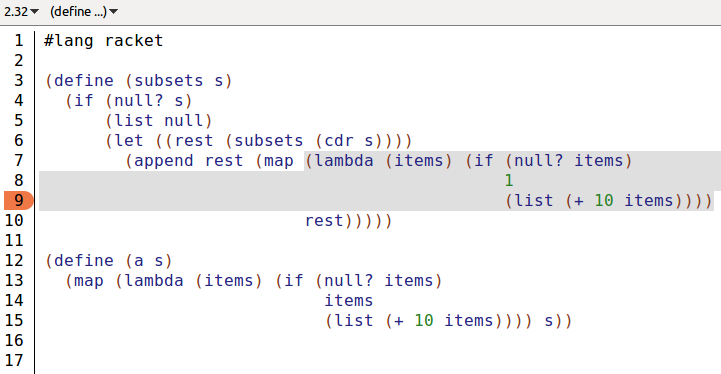 2.32 (define ...)
1 #lang racket
2
3 (define (subsets s)
4   (if (null? s)
5       (list null)
6       (let ((rest (subsets (cdr s))))
7         (append rest (map (lambda (items) (if (null? items)
8                                               1
9                                               (list (+ 10 items))))
10                           rest)))))
11
12 (define (a s)
13   (map (lambda (items) (if (null? items)
14                             items
15                             (list (+ 10 items)))) s))
16
17